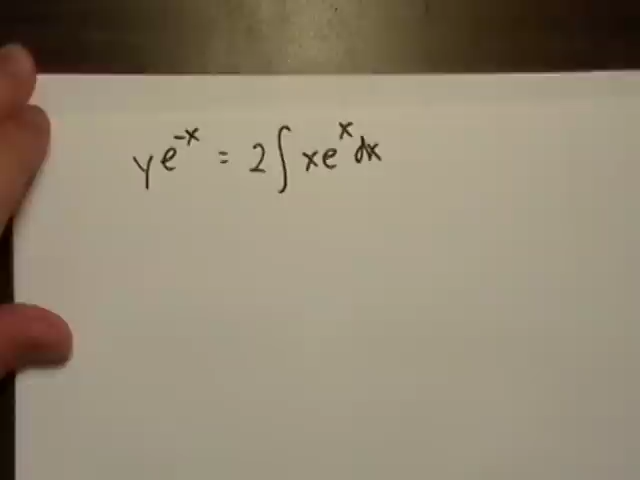 ye^{-x} = 2∫xe^{x}dx